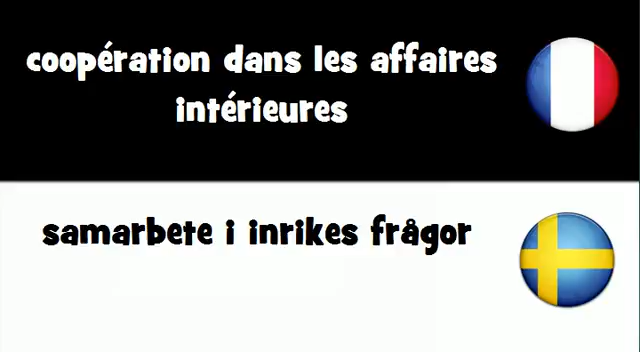 coopération dans les affaires
intérieures
samarbete i inrikes frågor